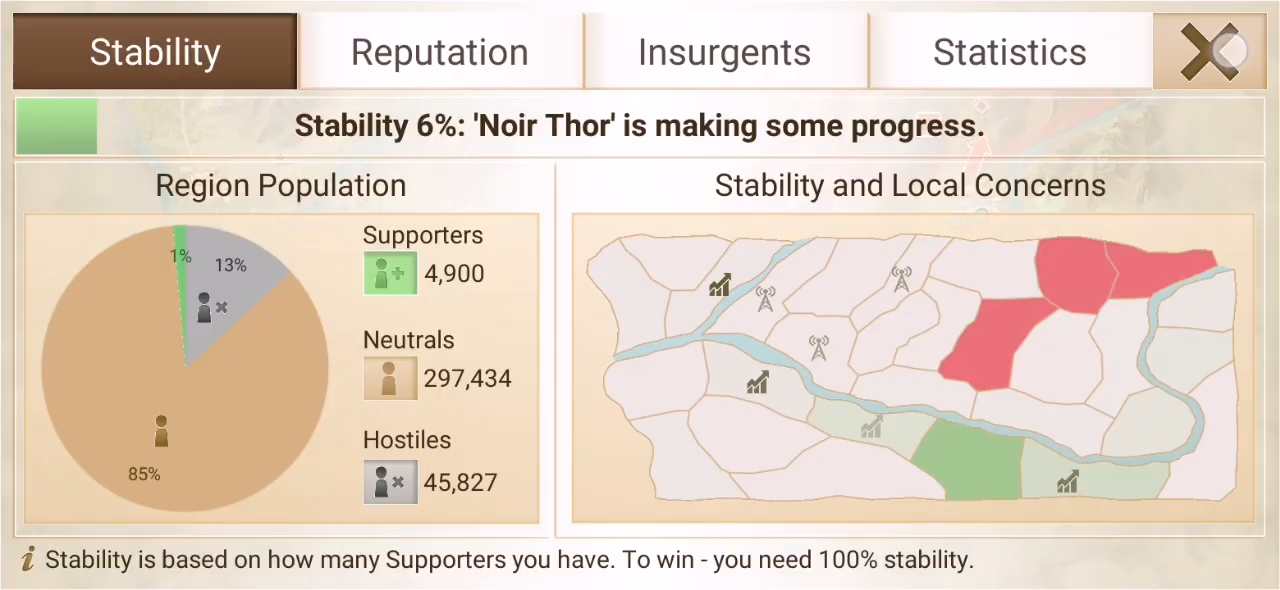 Stability
Reputation
Insurgents
Statistics
Stability 6%: 'Noir Thor' is making some progress.
Region Population
Stability and Local Concerns
1%
13%
85%
Supporters
4,900
Neutrals
297,434
Hostiles
45,827
i Stability is based on how many Supporters you have. To win - you need 100% stability.